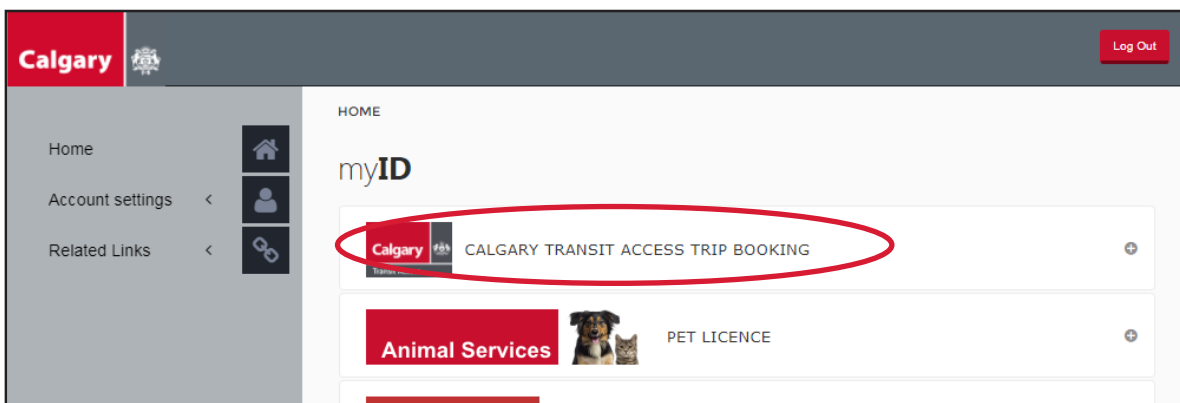 Calgary
Log Out
Home
Account settings
Related Links
HOME
myID
Calgary
CALGARY TRANSIT ACCESS TRIP BOOKING
Animal Services
PET LICENCE